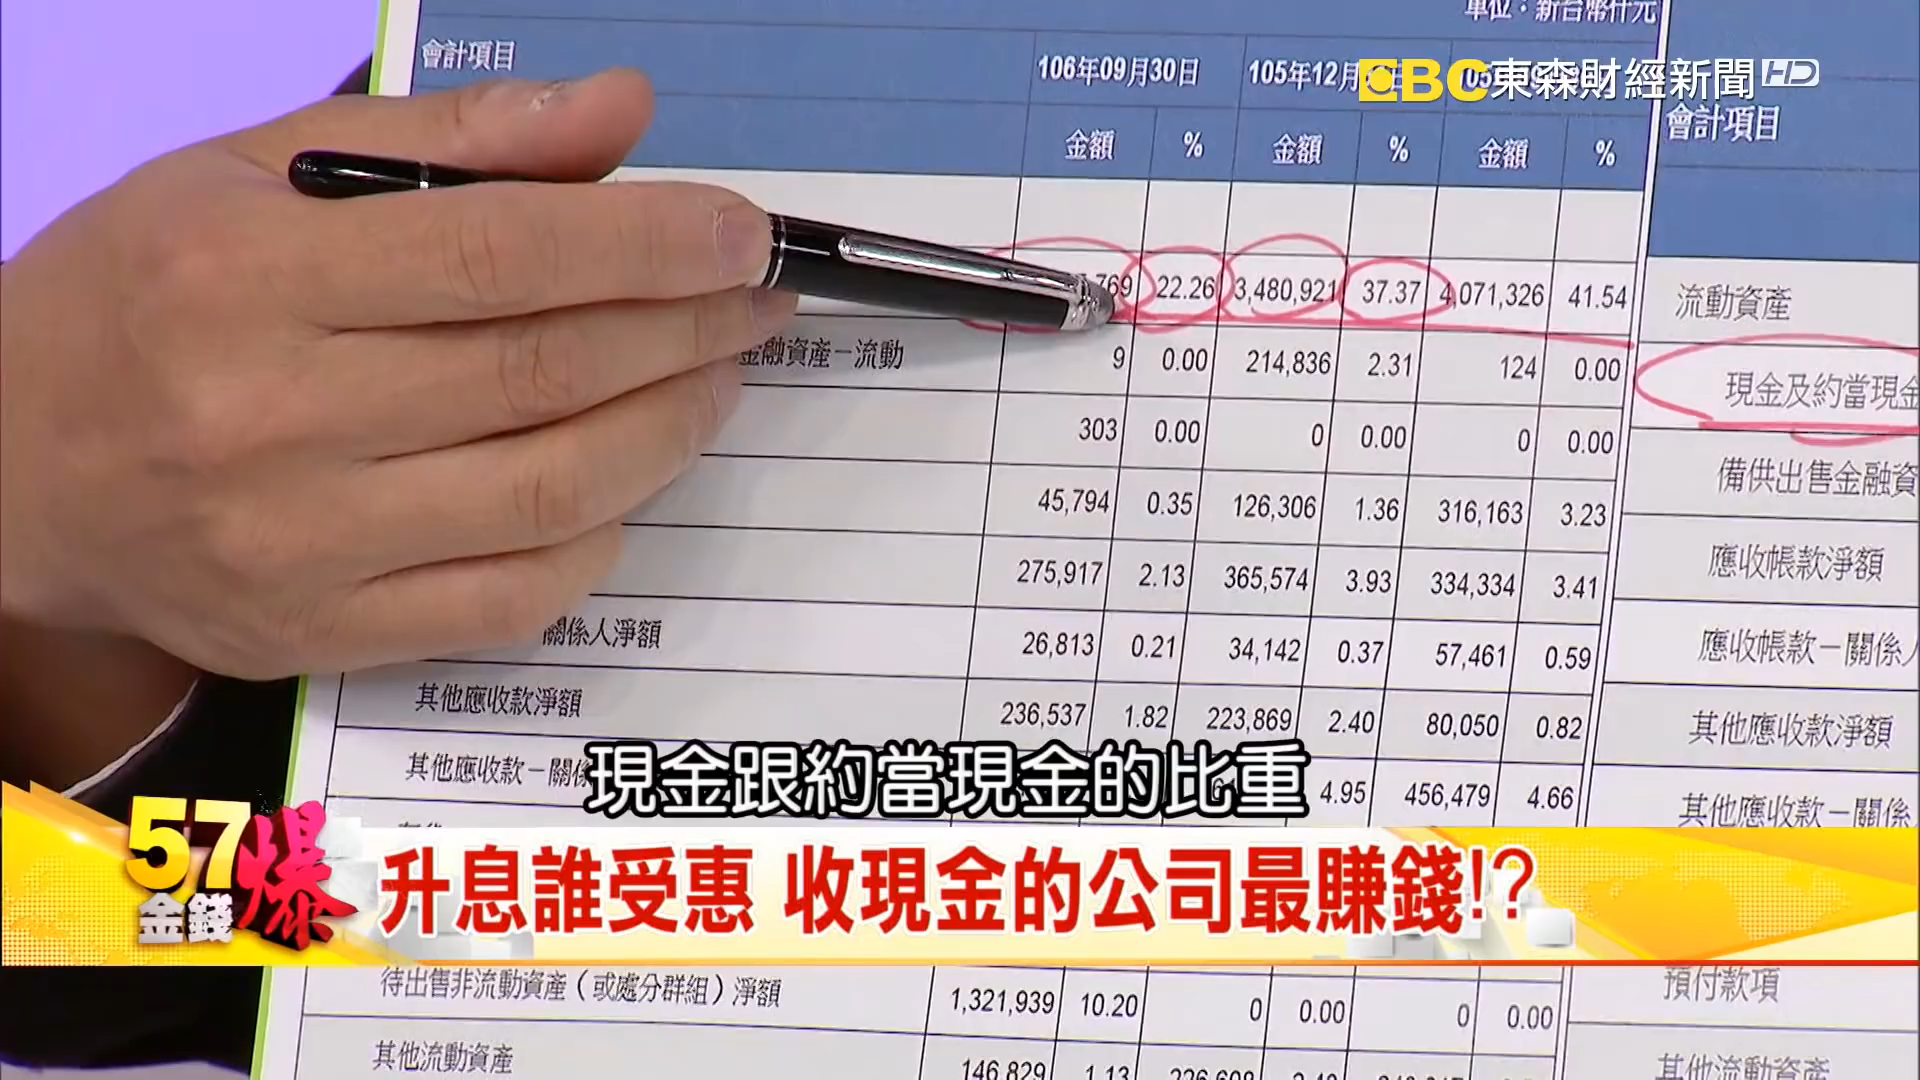 單位：新台幣仟元
會計項目 106年09月30日 105年12月
EBC 東森財經新聞 HD
金額 % 金額 % 金額 %
會計項目
769 22.26 3,480,921 37.37 4,071,326 41.54
流動資產
金融資產－流動 9 0.00 214,836 2.31 124 0.00
現金及約當現金
303 0.00 0 0.00 0 0.00
備供出售金融資
45,794 0.35 126,306 1.36 316,163 3.23
應收帳款淨額
275,917 2.13 365,574 3.93 334,334 3.41
關係人淨額 26,813 0.21 34,142 0.37 57,461 0.59
應收帳款－關係人
其他應收款淨額 236,537 1.82 223,869 2.40 80,050 0.82
其他應收款淨額
其他應收款－關係 4.95 456,479 4.66
其他應收款－關係
現金跟約當現金的比重
57金錢爆
升息誰受惠 收現金的公司最賺錢!?
待出售非流動資產（或處分群組）淨額 1,321,939 10.20 0 0.00 0 0.00
預付款項
其他流動資產 146,829 1.13
其他流動資產